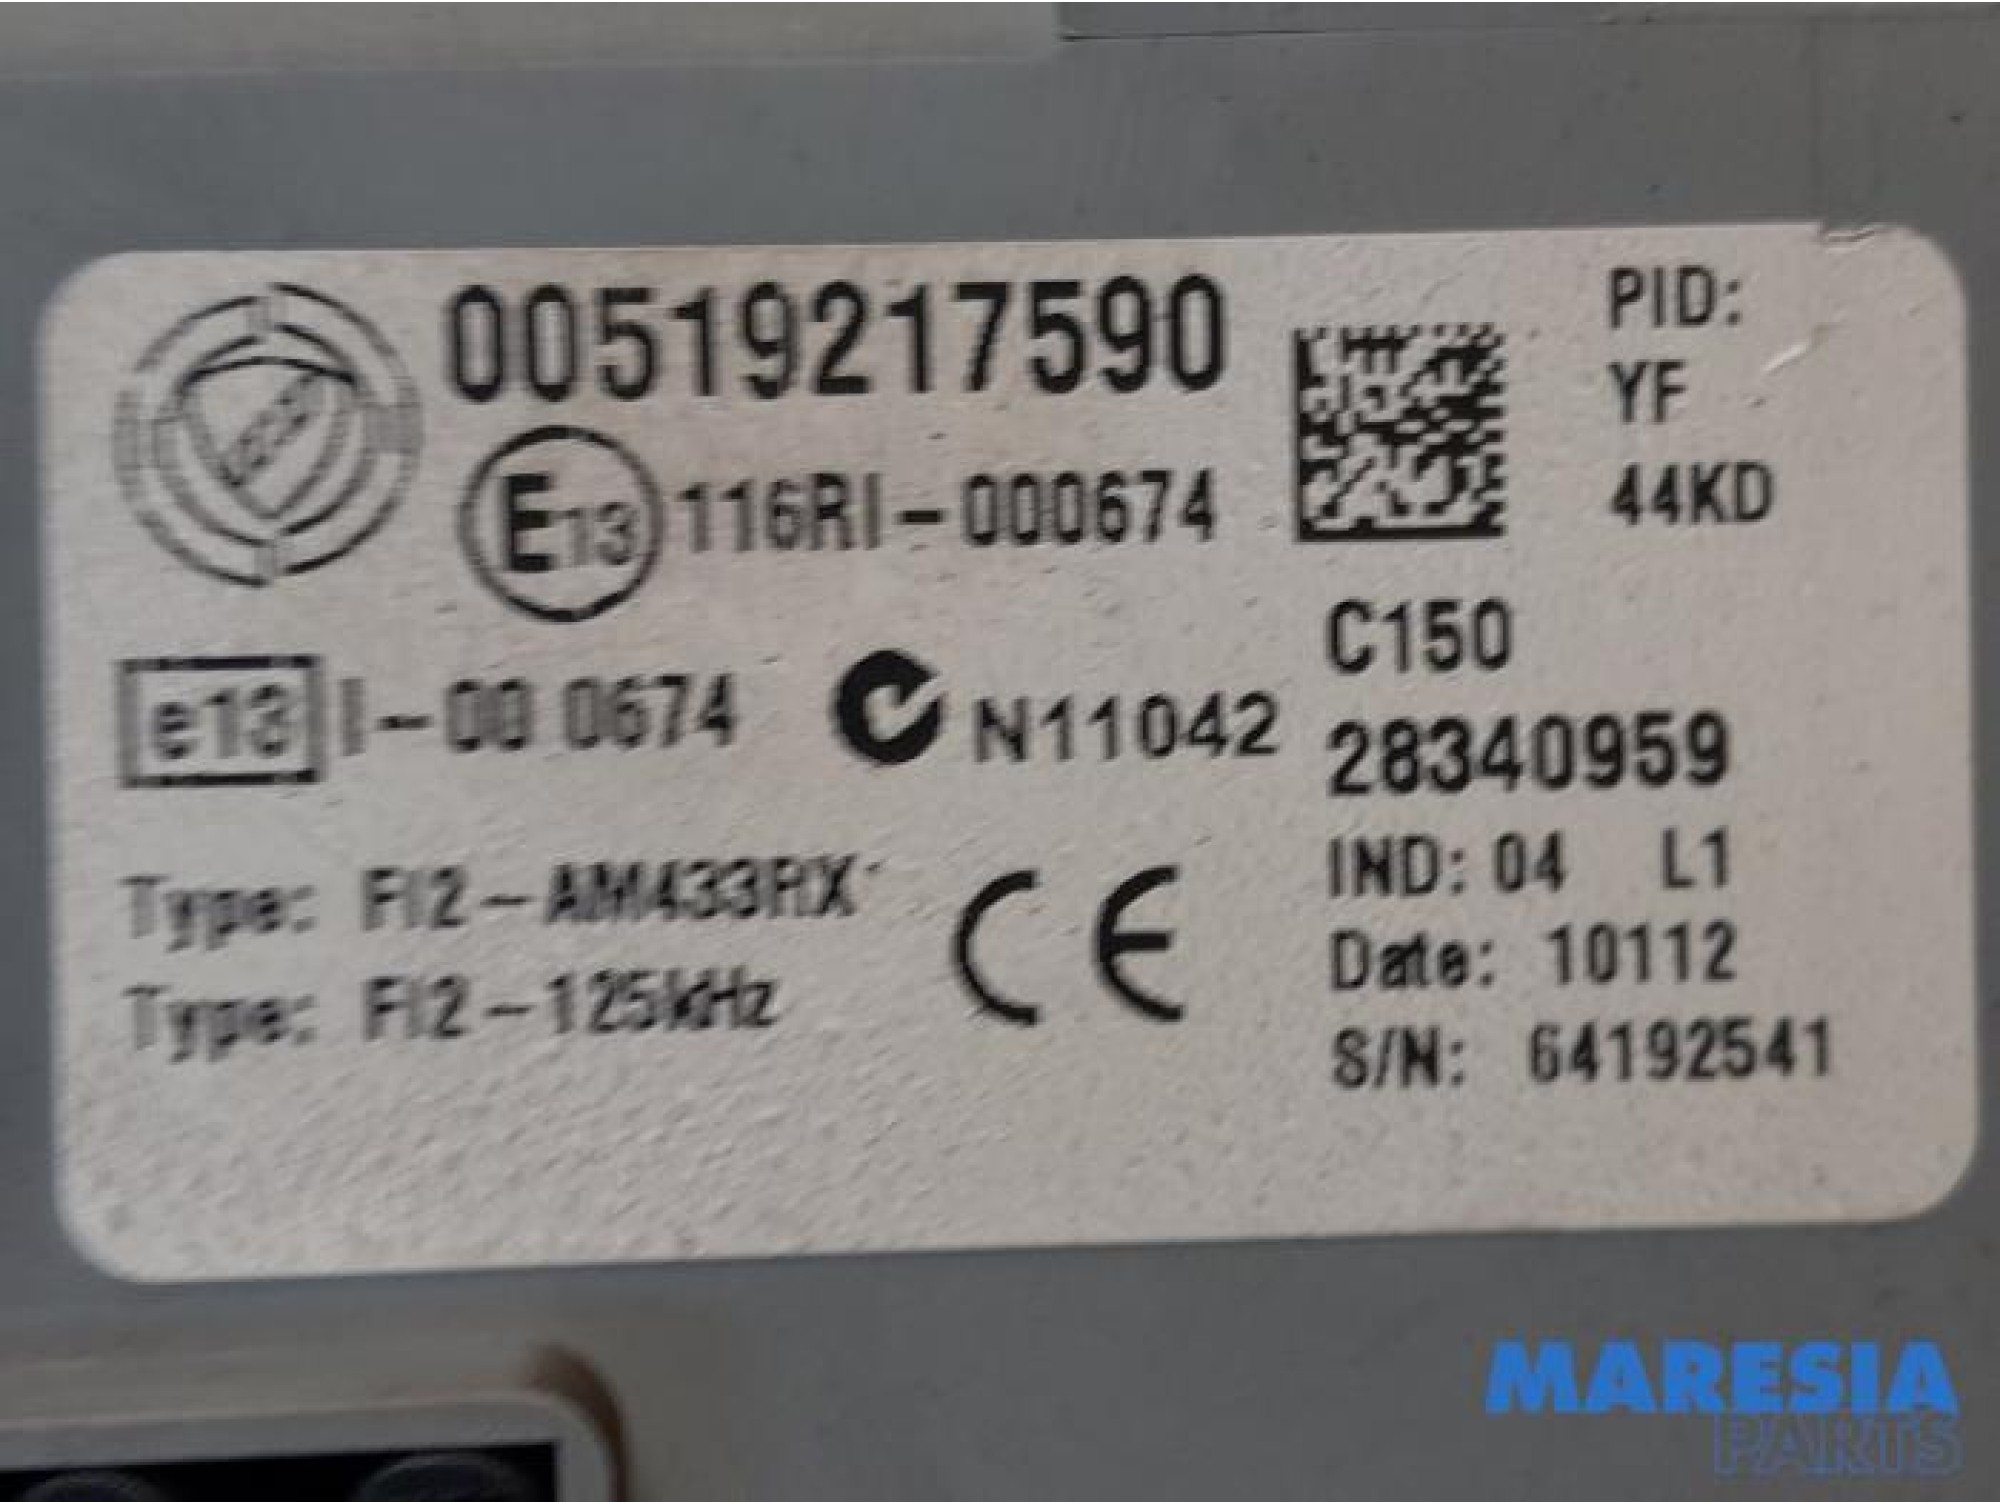 00519217590
E13 116RI-000674
e13 I-00 0674 N11042
Type: FI2-AM433RX
Type: FI2-125kHz
CE
PID:
YF
44KD
C150
28340959
IND: 04 L1
Date: 10112
S/N: 64192541
MARESIA
PARTS